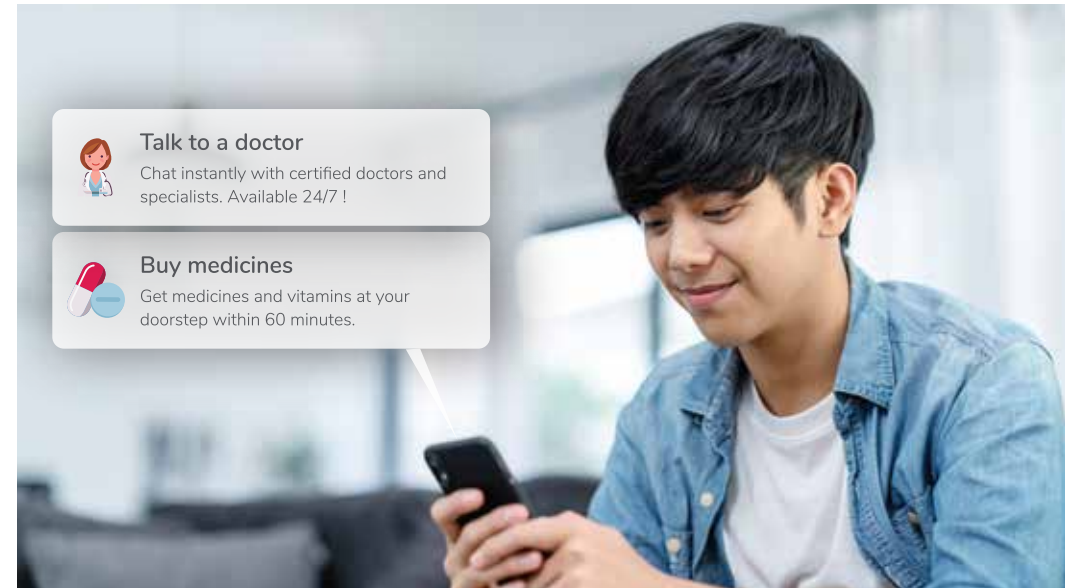 Talk to a doctor
Chat instantly with certified doctors and
specialists. Available 24/7 !
Buy medicines
Get medicines and vitamins at your
doorstep within 60 minutes.